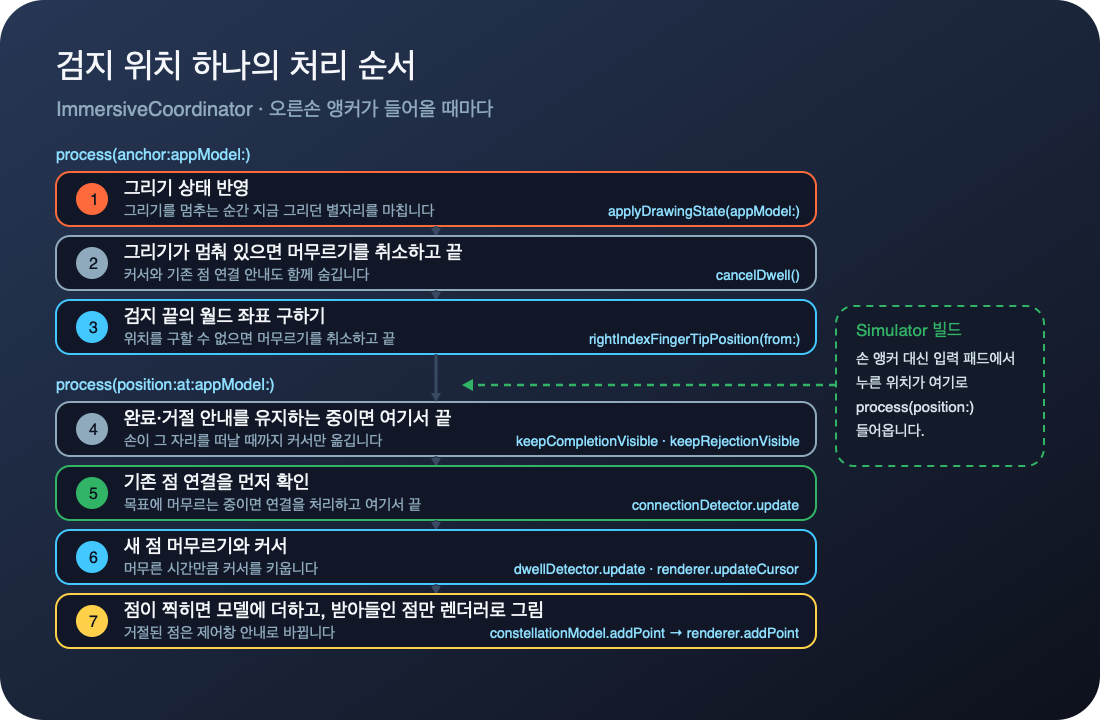 검지 위치 하나의 처리 순서
ImmersiveCoordinator · 오른손 앵커가 들어올 때마다
process(anchor:appModel:)
1
그리기 상태 반영
그리기를 멈추는 순간 지금 그리던 별자리를 마칩니다
applyDrawingState(appModel:)
2
그리기가 멈춰 있으면 머무르기를 취소하고 끝
커서와 기존 점 연결 안내도 함께 숨깁니다
cancelDwell()
3
검지 끝의 월드 좌표 구하기
위치를 구할 수 없으면 머무르기를 취소하고 끝
rightIndexFingerTipPosition(from:)
Simulator 빌드
손 앵커 대신 입력 패드에서
누른 위치가 여기로
process(position:)
들어옵니다.
process(position:at:appModel:)
4
완료·거절 안내를 유지하는 중이면 여기서 끝
손이 그 자리를 떠날 때까지 커서만 옮깁니다
keepCompletionVisible · keepRejectionVisible
5
기존 점 연결을 먼저 확인
목표에 머무르는 중이면 연결을 처리하고 여기서 끝
connectionDetector.update
6
새 점 머무르기와 커서
머무른 시간만큼 커서를 키웁니다
dwellDetector.update · renderer.updateCursor
7
점이 찍히면 모델에 더하고, 받아들인 점만 렌더러로 그림
거절된 점은 제어창 안내로 바뀝니다
constellationModel.addPoint → renderer.addPoint